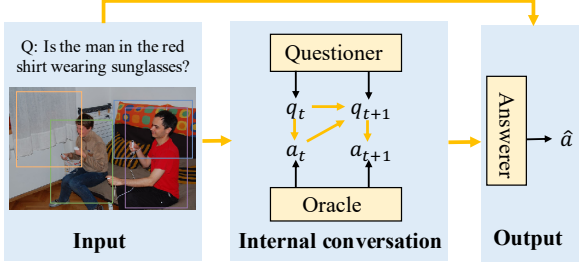 Q: Is the man in the red
shirt wearing sunglasses?
Input
Questioner
q_t
q_{t+1}
a_t
a_{t+1}
Oracle
Internal conversation
Answerer
â
Output